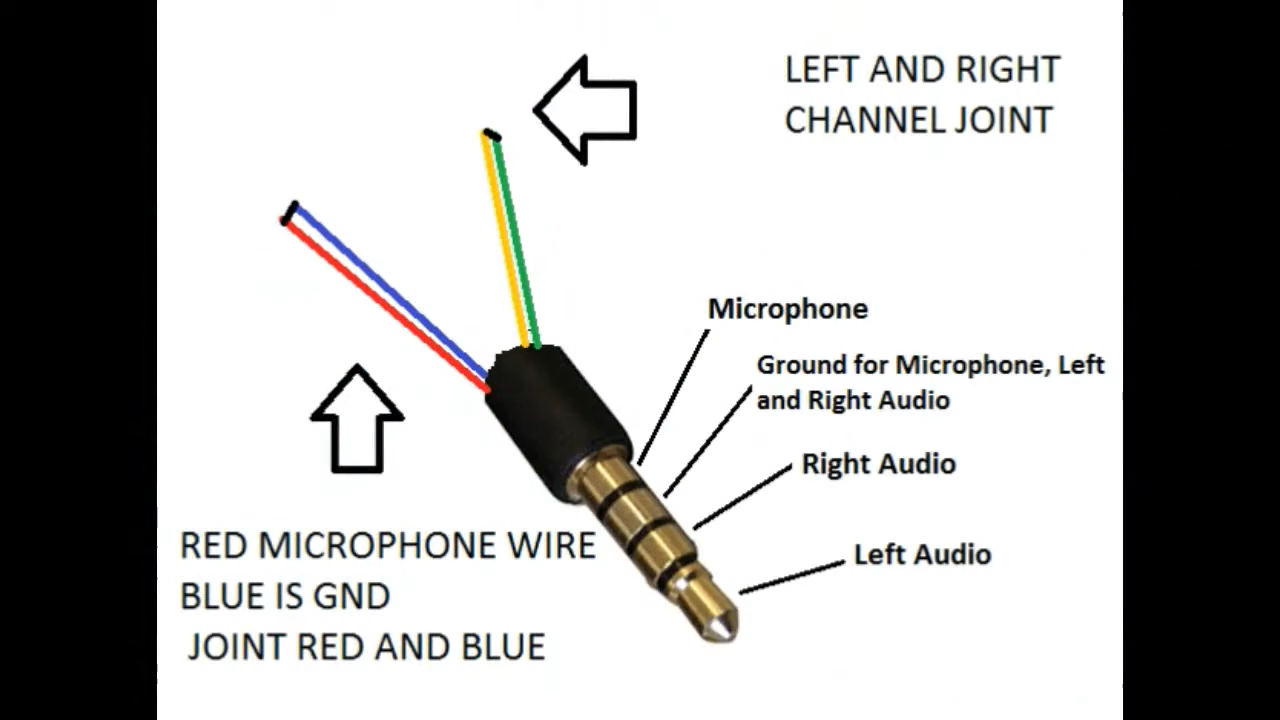 LEFT AND RIGHT
CHANNEL JOINT
Microphone
Ground for Microphone, Left
and Right Audio
Right Audio
Left Audio
RED MICROPHONE WIRE
BLUE IS GND
JOINT RED AND BLUE